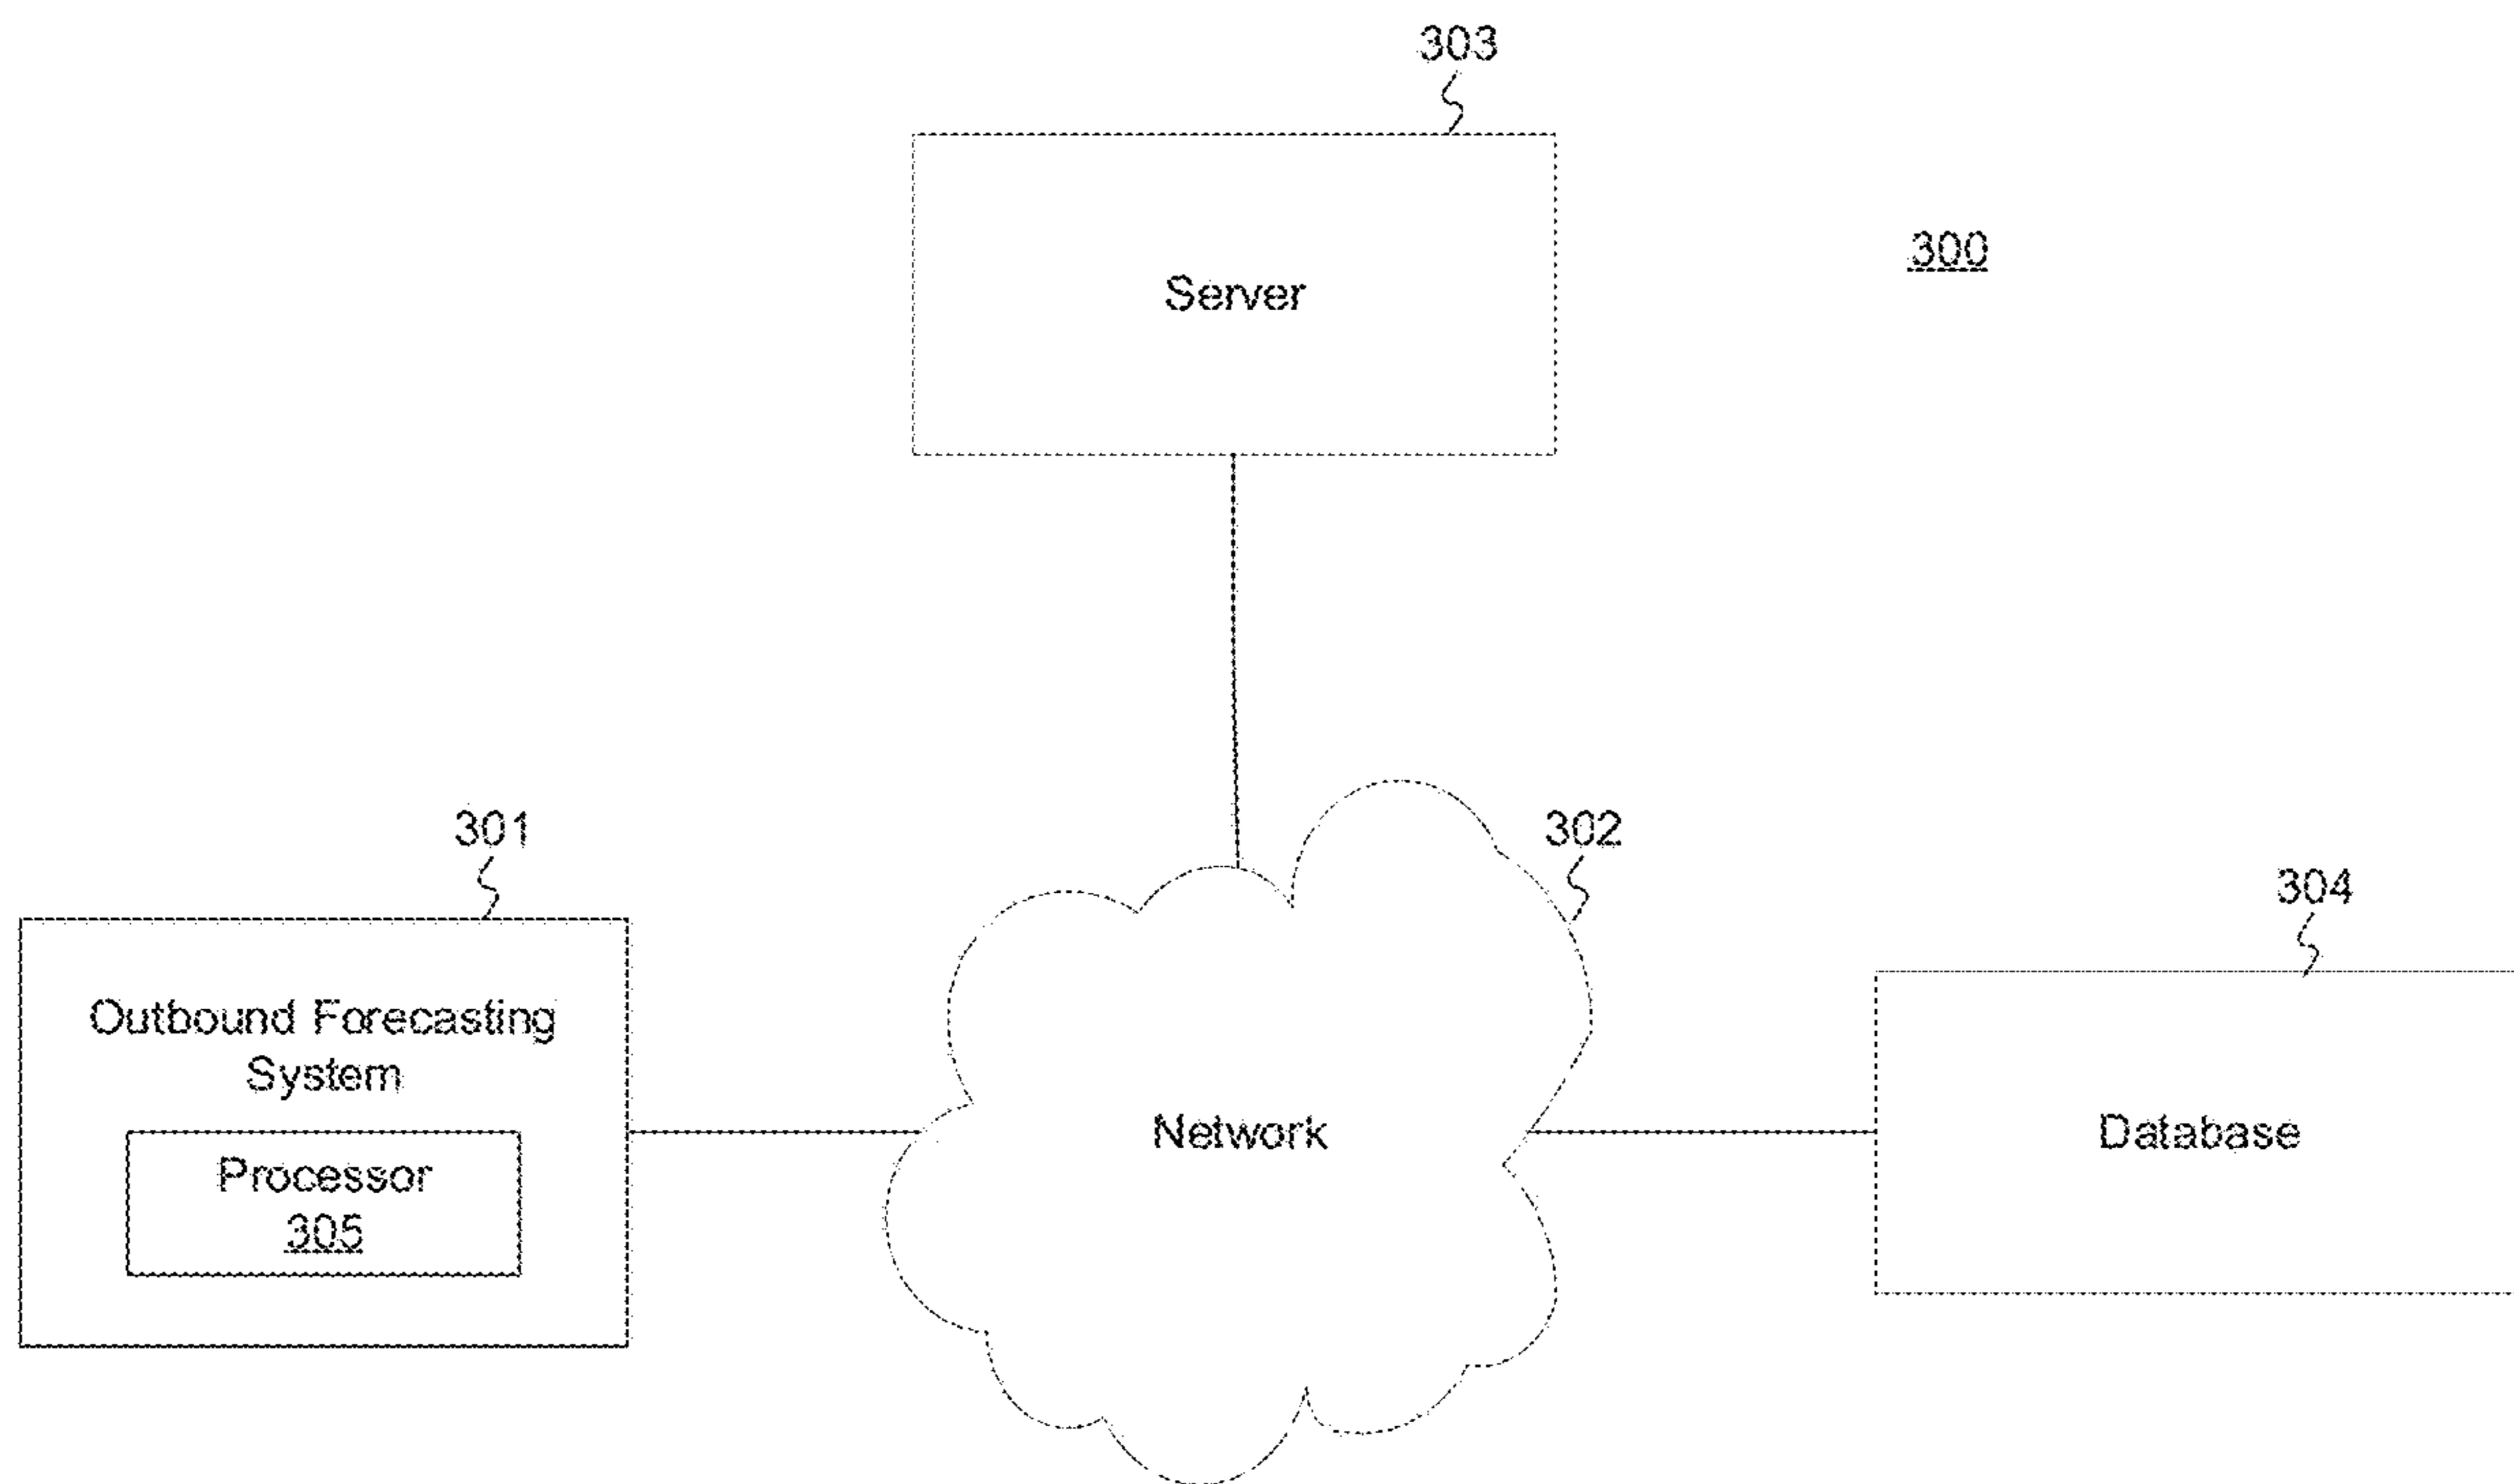 303
300
Server
301
302
304
Outbound Forecasting
System
Network
Database
Processor
305